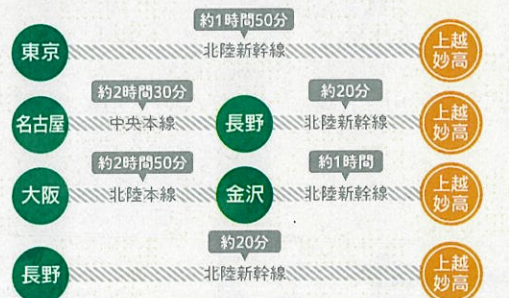 約1時間50分
東京 北陸新幹線 上越妙高
約2時間30分 約20分
名古屋 中央本線 長野 北陸新幹線 上越妙高
約2時間50分 約1時間
大阪 北陸本線 金沢 北陸新幹線 上越妙高
約20分
長野 北陸新幹線 上越妙高